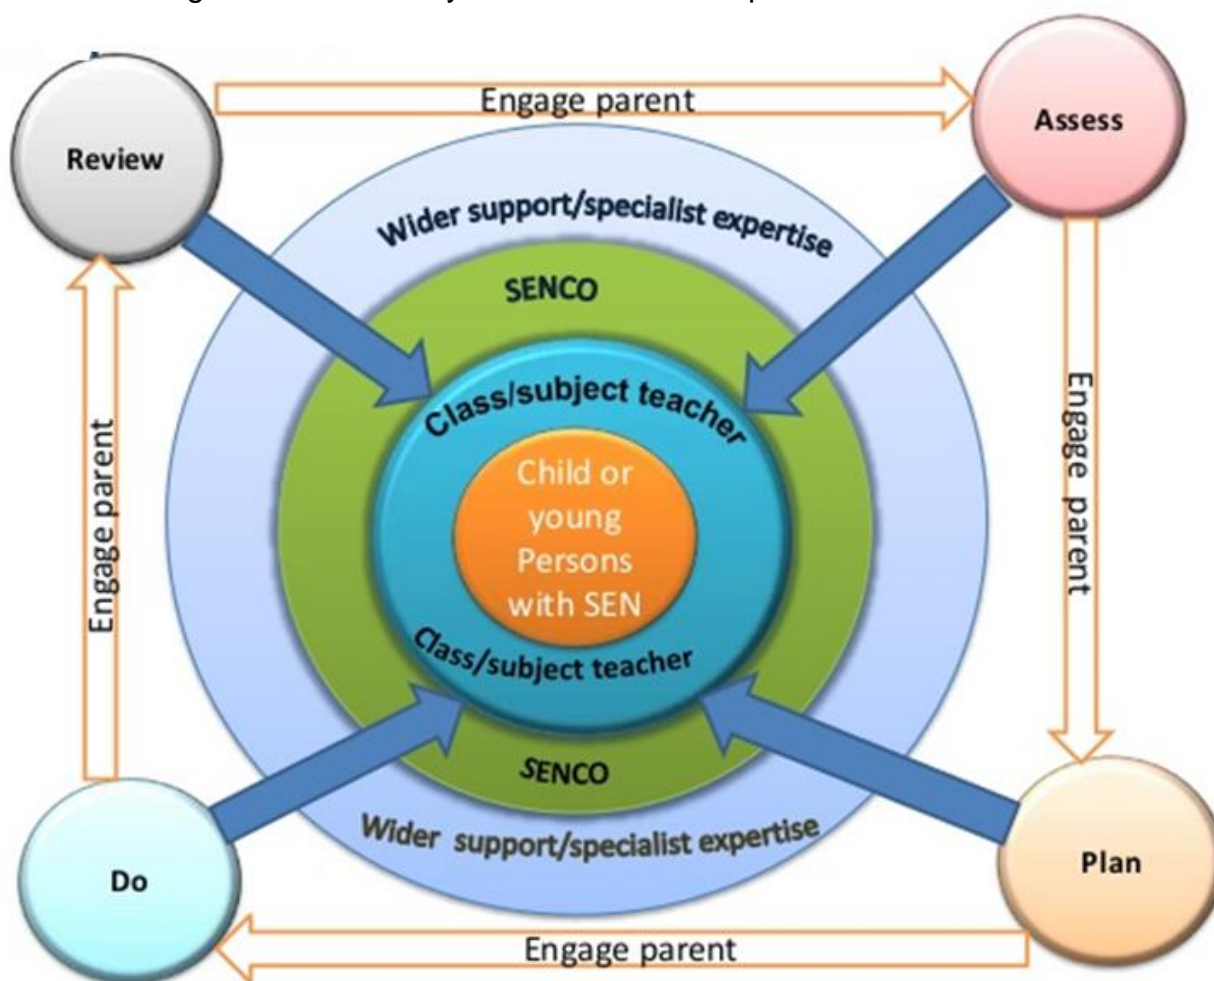 Engage parent
Review
Assess
Wider support/specialist expertise
SENCO
Class/subject teacher
Engage parent
Engage parent
Child or
young
Persons
with SEN
Class/subject teacher
SENCO
Wider support/specialist expertise
Do
Plan
Engage parent